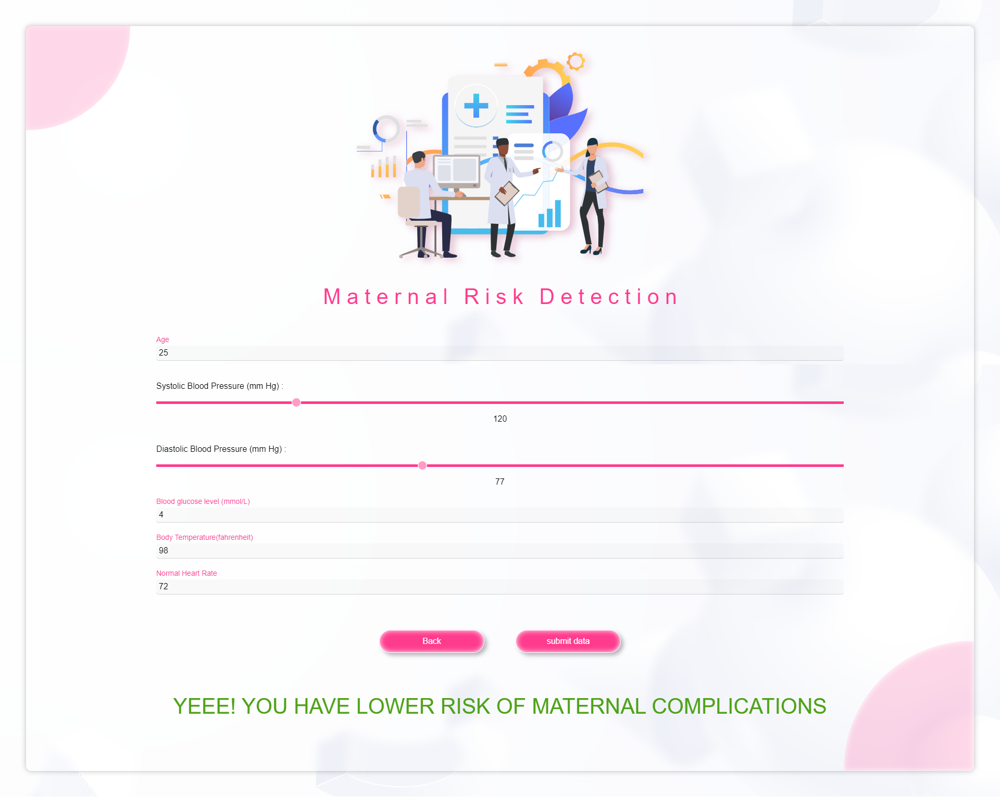 Maternal Risk Detection
Age
25
Systolic Blood Pressure (mm Hg) :
120
Diastolic Blood Pressure (mm Hg) :
77
Blood glucose level (mmol/L)
4
Body Temperature(fahrenheit)
98
Normal Heart Rate
72
Back submit data
YEEE! YOU HAVE LOWER RISK OF MATERNAL COMPLICATIONS